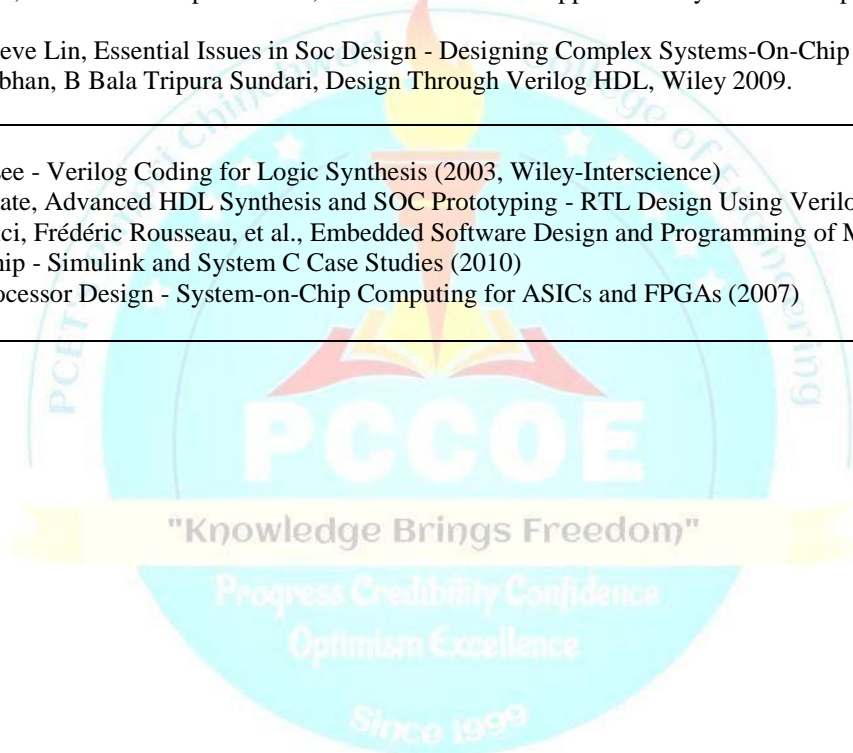 eve Lin, Essential Issues in Soc Design - Designing Complex Systems-On-Chip
bhan, B Bala Tripura Sundari, Design Through Verilog HDL, Wiley 2009.
ee - Verilog Coding for Logic Synthesis (2003, Wiley-Interscience)
ate, Advanced HDL Synthesis and SOC Prototyping - RTL Design Using Verilo
ci, Frédéric Rousseau, et al., Embedded Software Design and Programming of M
hip - Simulink and System C Case Studies (2010)
ocessor Design - System-on-Chip Computing for ASICs and FPGAs (2007)
PCCOE
"Knowledge Brings Freedom"
Progress Credibility Confidence
Optimism Excellence
Since 1999